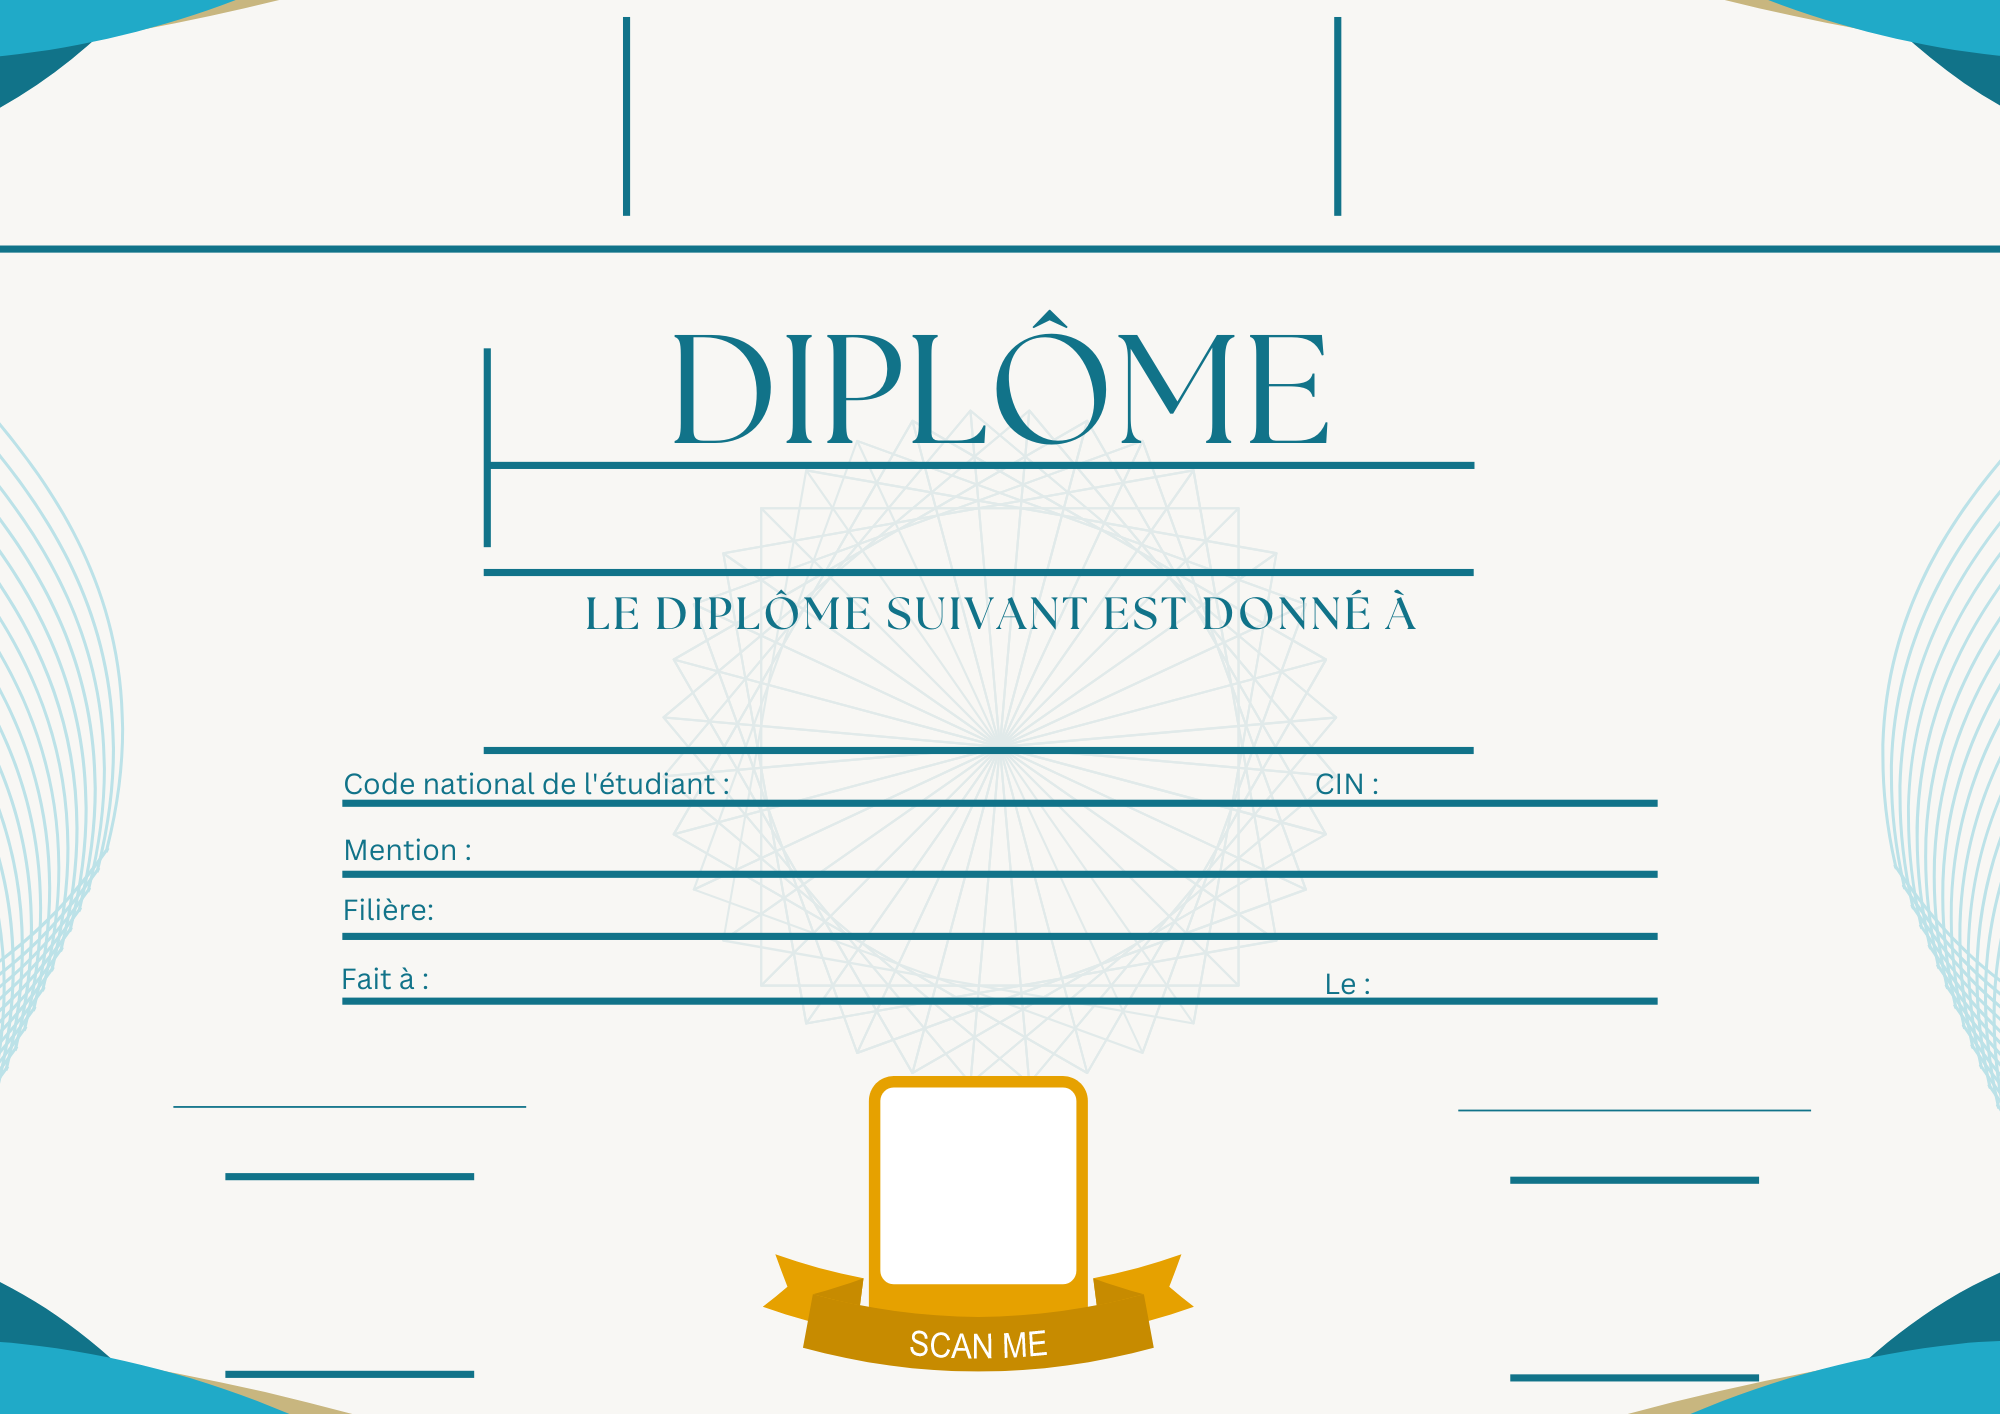 DIPLÔME
LE DIPLÔME SUIVANT EST DONNÉ À
Code national de l'étudiant : CIN :
Mention :
Filière:
Fait à : Le :
SCAN ME